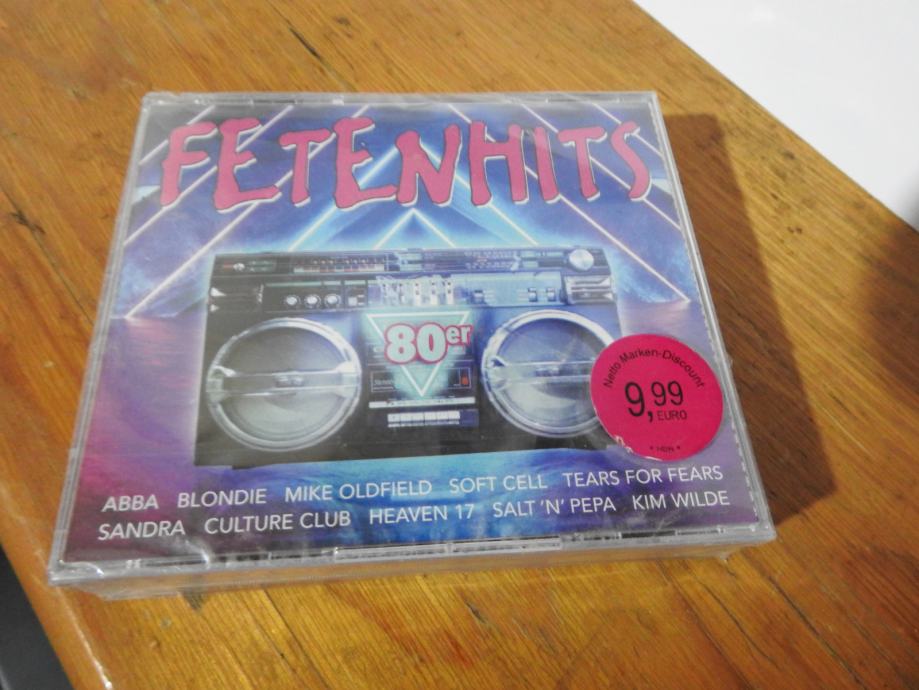 FETENHITS
80er
Netto Marken-Discount
9,99
EURO
* HDN *
ABBA BLONDIE MIKE OLDFIELD SOFT CELL TEARS FOR FEARS
SANDRA CULTURE CLUB HEAVEN 17 SALT 'N' PEPA KIM WILDE